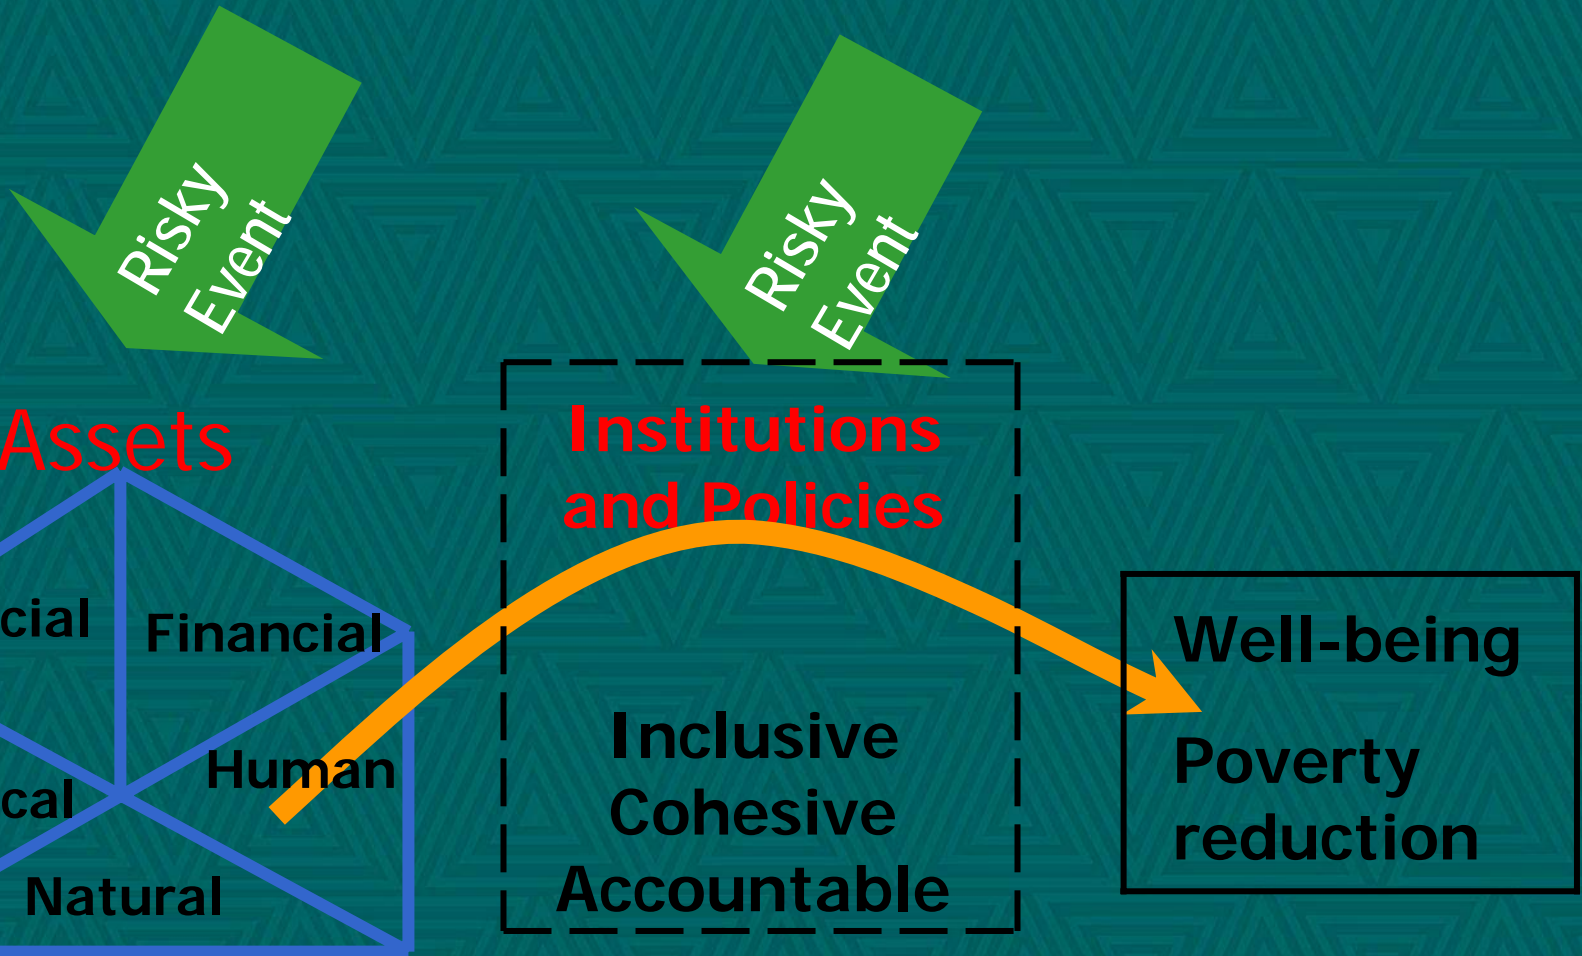 Risky
Event
Risky
Event
Assets
Institutions
and Policies
cial
Financial
Human
cal
Natural
Inclusive
Cohesive
Accountable
Well-being
Poverty
reduction